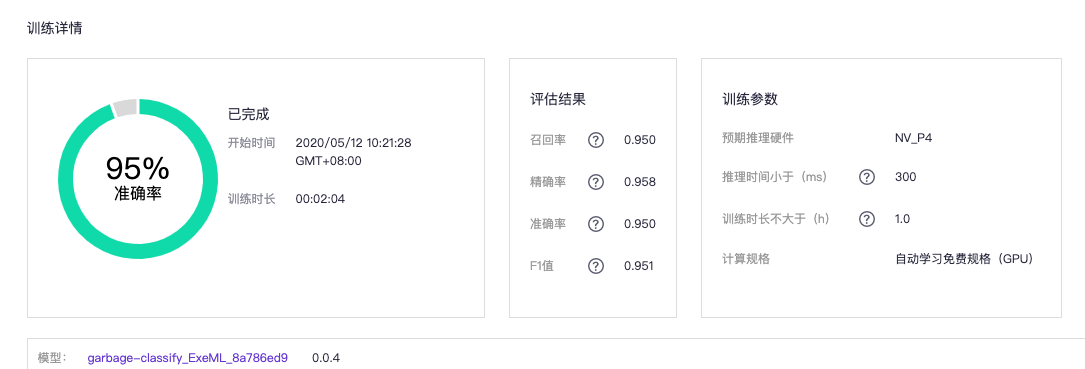 训练详情
95%
准确率
已完成
开始时间 2020/05/12 10:21:28
GMT+08:00
训练时长 00:02:04
评估结果
召回率 ? 0.950
精确率 ? 0.958
准确率 ? 0.950
F1值 ? 0.951
训练参数
预期推理硬件 NV_P4
推理时间小于（ms） ? 300
训练时长不大于（h） ? 1.0
计算规格 自动学习免费规格（GPU）
模型： garbage-classify_ExeML_8a786ed9 0.0.4